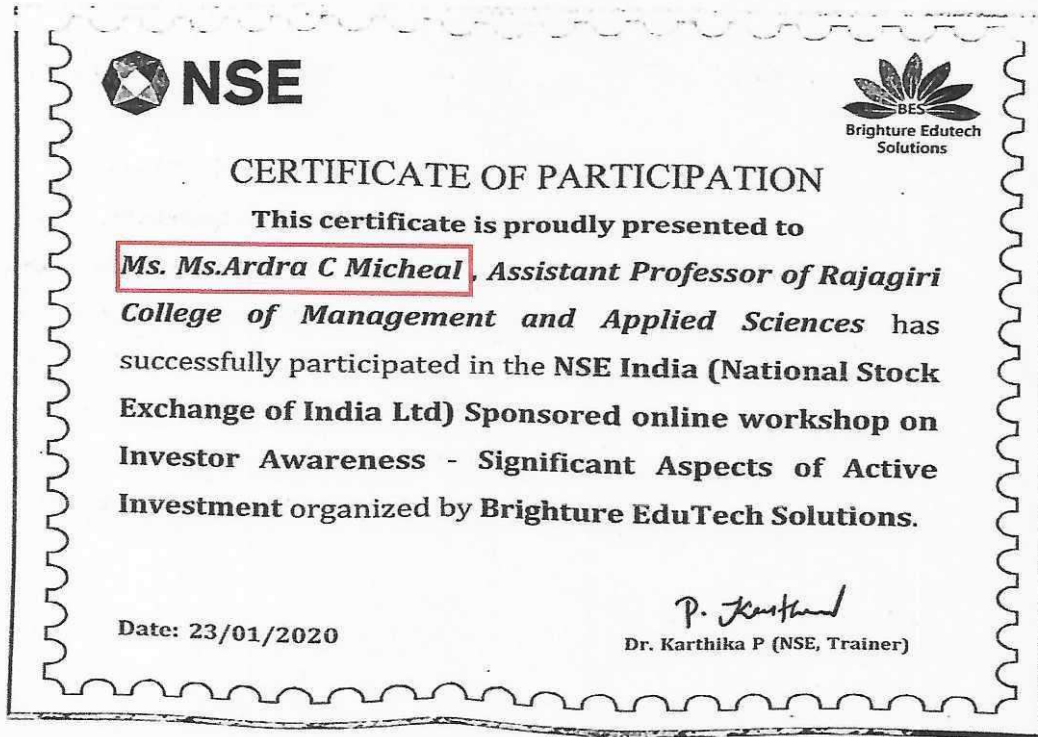 NSE
BES
Brighture Edutech
Solutions
CERTIFICATE OF PARTICIPATION
This certificate is proudly presented to
Ms. Ms.Ardra C Micheal , Assistant Professor of Rajagiri
College of Management and Applied Sciences has
successfully participated in the NSE India (National Stock
Exchange of India Ltd) Sponsored online workshop on
Investor Awareness - Significant Aspects of Active
Investment organized by Brighture EduTech Solutions.
P. Karthika
Date: 23/01/2020
Dr. Karthika P (NSE, Trainer)